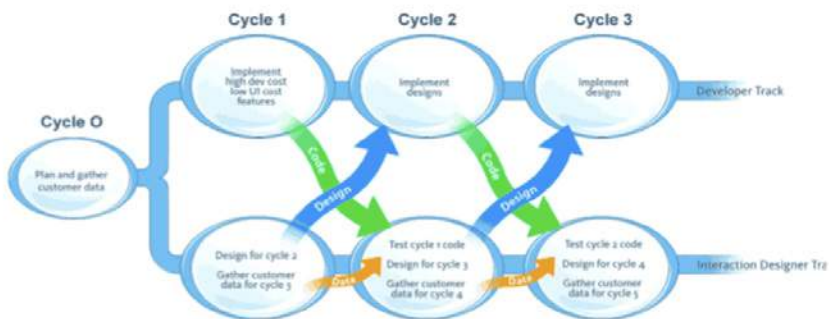 Cycle 1
Cycle 2
Cycle 3
Implement
high dev cost
low UI cost
features
Implement
designs
Implement
designs
Developer Track
Cycle O
Plan and gather
customer data
Code
Design
Code
Design
Design for cycle 2
Gather customer
data for cycle 3
Data
Test cycle 1 code
Design for cycle 3
Gather customer
data for cycle 4
Data
Test cycle 2 code
Design for cycle 4
Gather customer
data for cycle 5
Interaction Designer Tra